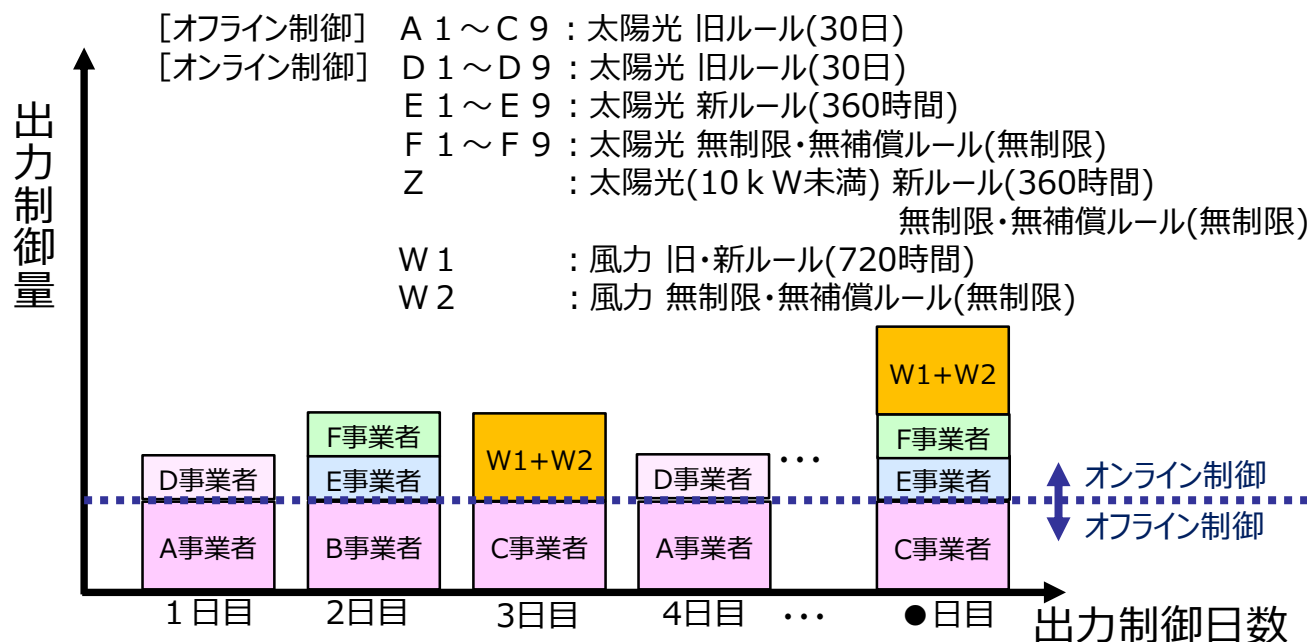 ［オフライン制御］ A１～C９：太陽光 旧ルール(30日)
［オンライン制御］ D１～D９：太陽光 旧ルール(30日)
E１～E９：太陽光 新ルール(360時間)
F１～F９：太陽光 無制限・無補償ルール(無制限)
Z ：太陽光(10ｋW未満) 新ルール(360時間)
無制限・無補償ルール(無制限)
W１ ：風力 旧・新ルール(720時間)
W２ ：風力 無制限・無補償ルール(無制限)
出力制御量
W1+W2
F事業者 F事業者
D事業者 E事業者 W1+W2 D事業者 ・・・ E事業者
オンライン制御
オフライン制御
A事業者 B事業者 C事業者 A事業者 C事業者
１日目 2日目 3日目 4日目 ・・・ ●日目
出力制御日数